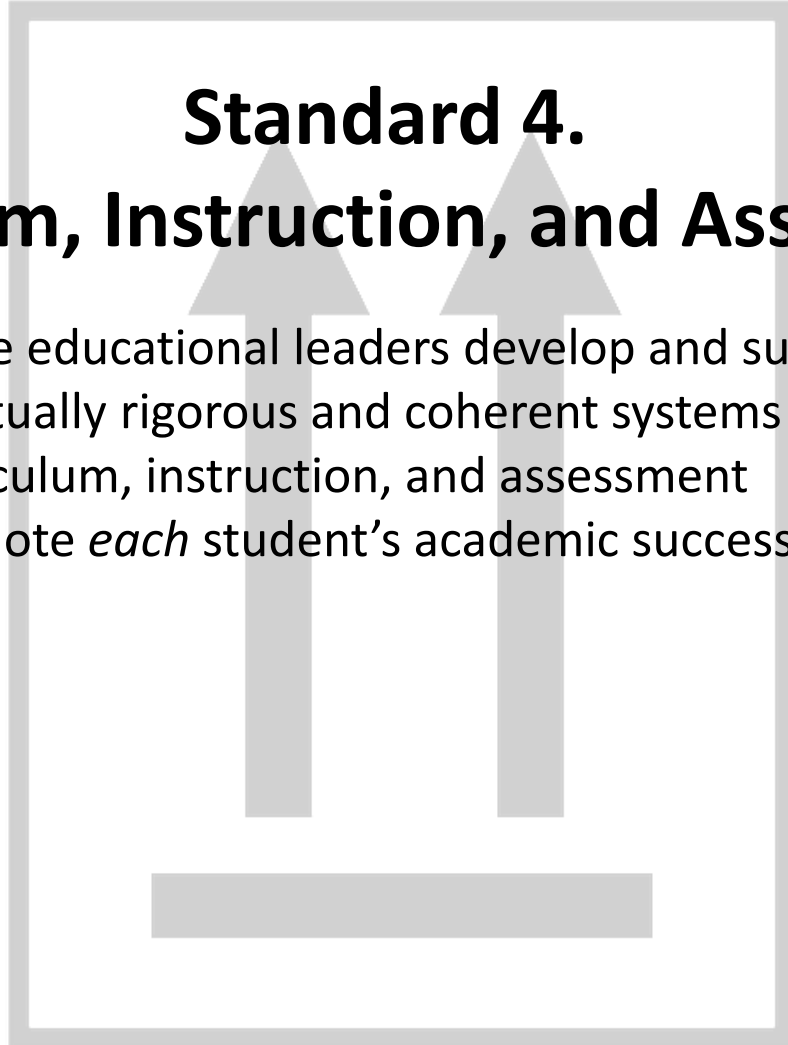 Standard 4.
m, Instruction, and Ass
e educational leaders develop and su
tually rigorous and coherent systems
culum, instruction, and assessment
ote each student’s academic success